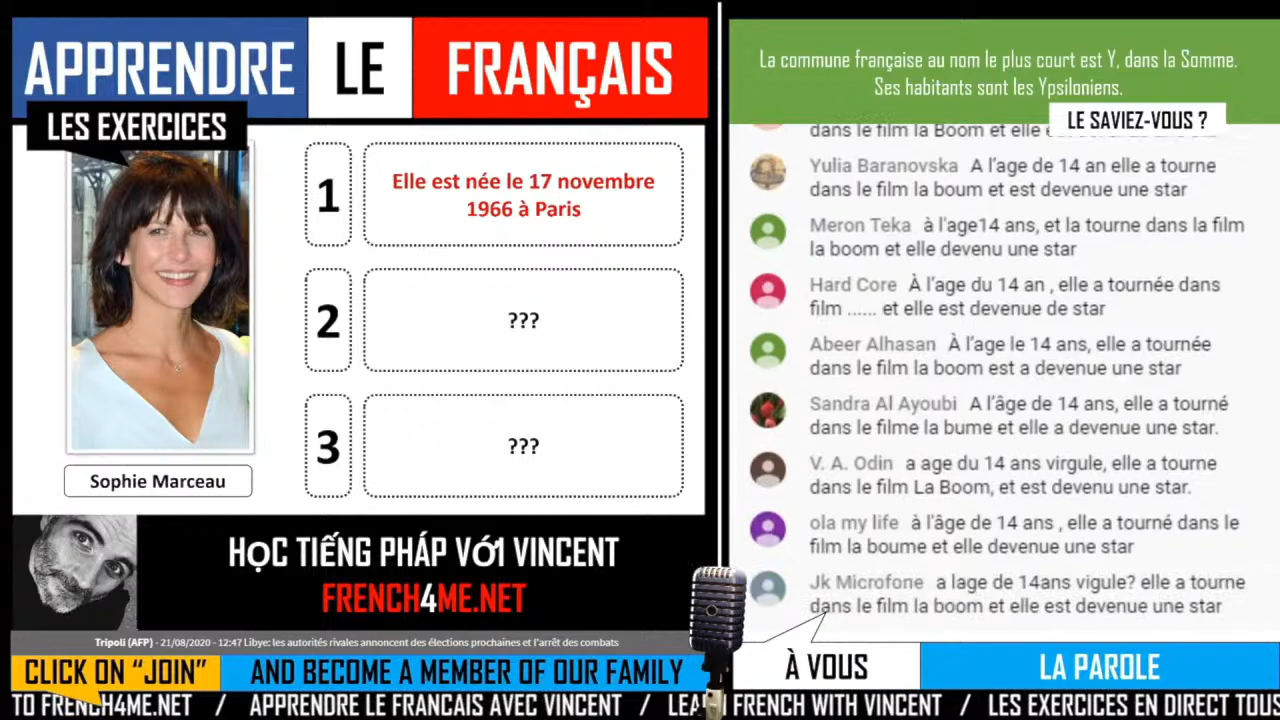 APPRENDRE LE FRANÇAIS
LES EXERCICES
1
Elle est née le 17 novembre
1966 à Paris
2
???
3
???
Sophie Marceau
HỌC TIẾNG PHÁP VỚI VINCENT
FRENCH4ME.NET
Tripoli (AFP) - 21/08/2020 - 12:47 Libye: les autorités rivales annoncent des élections prochaines et l'arrêt des combats
CLICK ON “JOIN” AND BECOME A MEMBER OF OUR FAMILY
La commune française au nom le plus court est Y, dans la Somme.
Ses habitants sont les Ypsiloniens.
LE SAVIEZ-VOUS ?
dans le film la Boom et elle
Yulia Baranovska A l’age de 14 an elle a tourne
dans le film la boum et est devenue une star
Meron Teka à l'age14 ans, et la tourne dans la film
la boom et elle devenu une star
Hard Core À l’age du 14 an , elle a tournée dans
film ...... et elle est devenue de star
Abeer Alhasan À l’age le 14 ans, elle a tournée
dans le film la boom est a devenue une star
Sandra Al Ayoubi A l’âge de 14 ans, elle a tourné
dans le filme la bume et elle a devenue une star.
V. A. Odin a age du 14 ans virgule, elle a tourne
dans le film La Boom, et est devenue une star.
ola my life à l'âge de 14 ans , elle a tourné dans le
film la boume et elle devenue une star
Jk Microfone a lage de 14ans vigule? elle a tourne
dans le film la boom et elle est devenue une star
À VOUS LA PAROLE
TO FRENCH4ME.NET / APPRENDRE LE FRANCAIS AVEC VINCENT / FRENCH WITH VINCENT / LES EXERCICES EN DIRECT